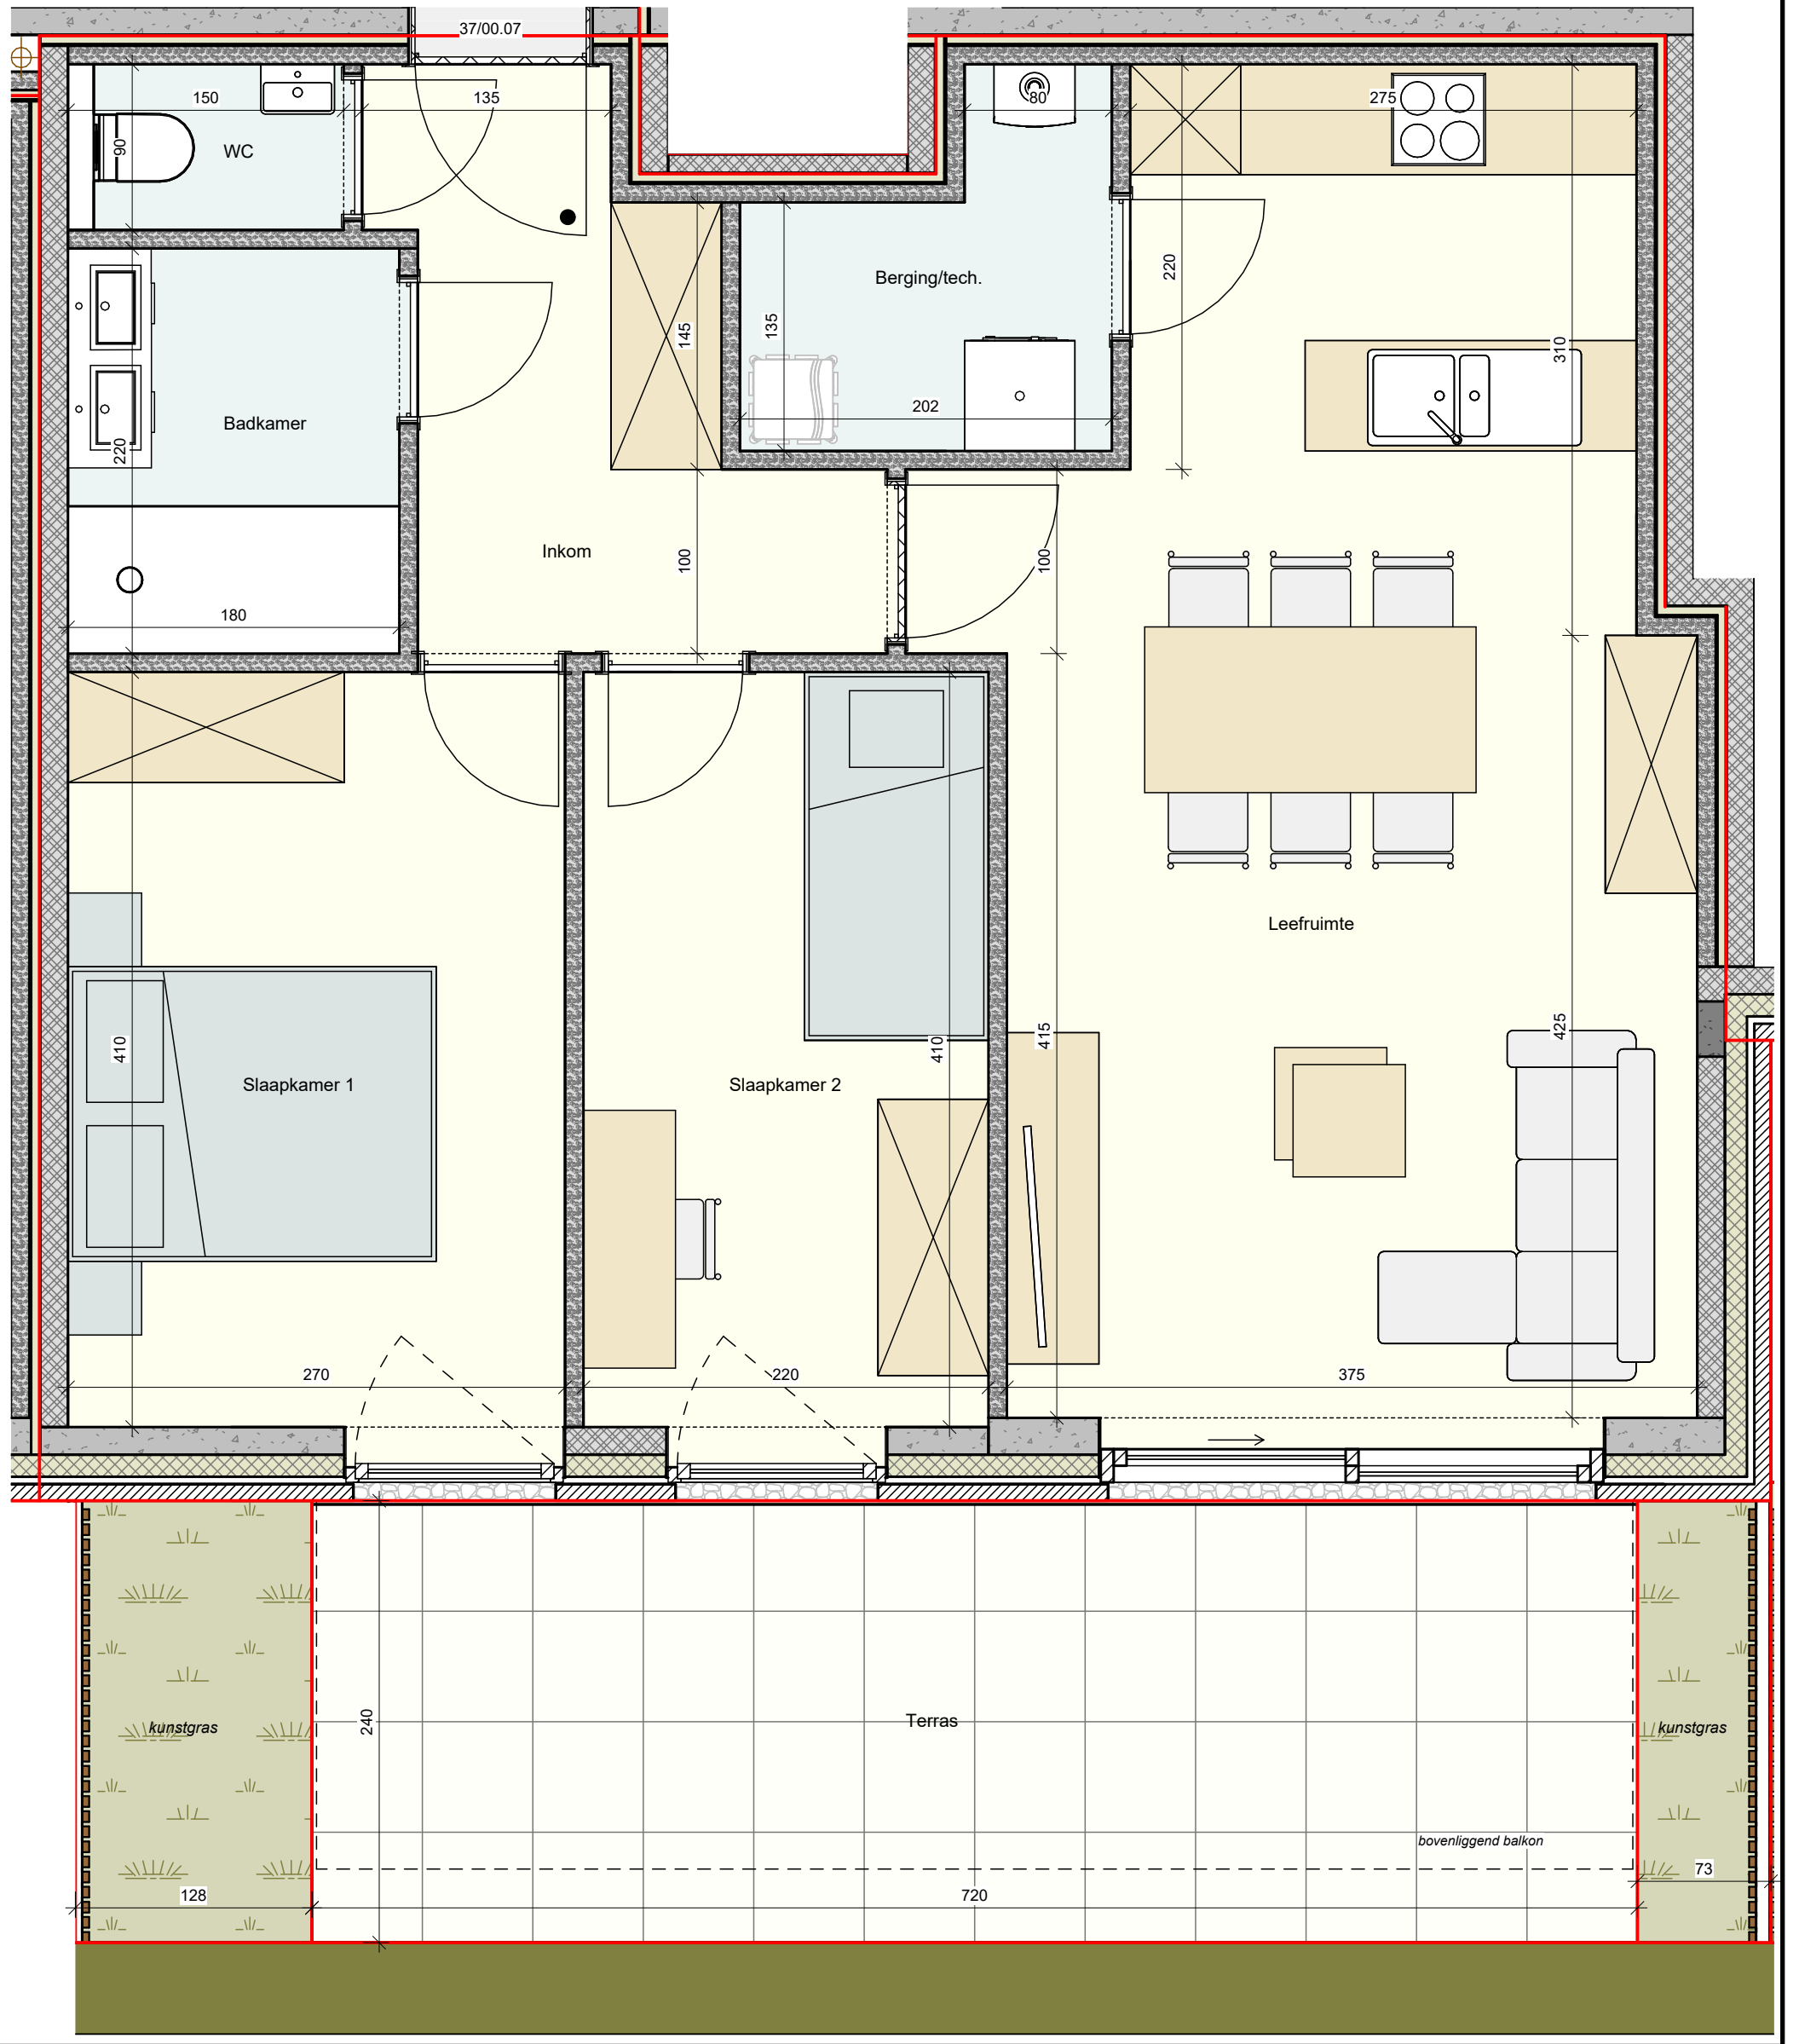 37/00.07
150
135
80
275
90
WC
Berging/tech.
220
145
135
310
202
Badkamer
220
Inkom
100
100
180
Leefruimte
410
410
415
425
Slaapkamer 1
Slaapkamer 2
270
220
375
240
Terras
kunstgras
kunstgras
bovenliggend balkon
73
128
720